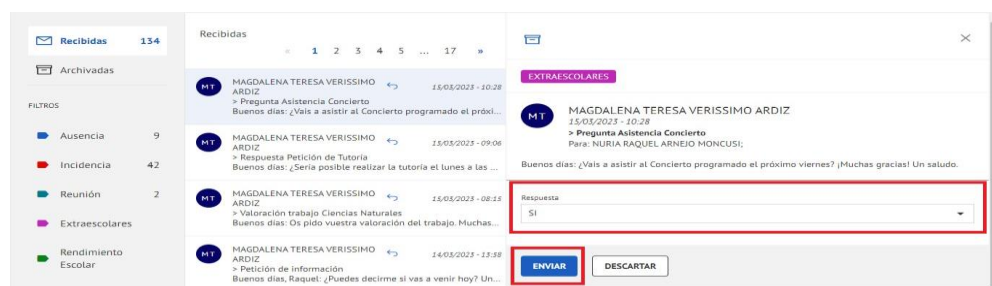 Recibidas 134
Archivadas
FILTROS
Ausencia 9
Incidencia 42
Reunión 2
Extraescolares
Rendimiento
Escolar
Recibidas
« 1 2 3 4 5 ... 17 »
MT
MAGDALENA TERESA VERISSIMO
ARDIZ
15/03/2023 - 10:28
> Pregunta Asistencia Concierto
Buenos días: ¿Vais a asistir al Concierto programado el próxi...
MT
MAGDALENA TERESA VERISSIMO
ARDIZ
15/03/2023 - 09:06
> Respuesta Petición de Tutoría
Buenos días: ¿Sería posible realizar la tutoría el lunes a las ...
MT
MAGDALENA TERESA VERISSIMO
ARDIZ
15/03/2023 - 08:15
> Valoración trabajo Ciencias Naturales
Buenos días: Os pido vuestra valoración del trabajo. Muchas...
MT
MAGDALENA TERESA VERISSIMO
ARDIZ
14/03/2023 - 13:58
> Petición de información
Buenos días, Raquel: ¿Puedes decirme si vas a venir hoy? Un...
EXTRAESCOLARES
MT
MAGDALENA TERESA VERISSIMO ARDIZ
15/03/2023 - 10:28
> Pregunta Asistencia Concierto
Para: NURIA RAQUEL ARNEJO MONCUSI;
Buenos días: ¿Vais a asistir al Concierto programado el próximo viernes? ¡Muchas gracias! Un saludo.
Respuesta
SI
ENVIAR DESCARTAR